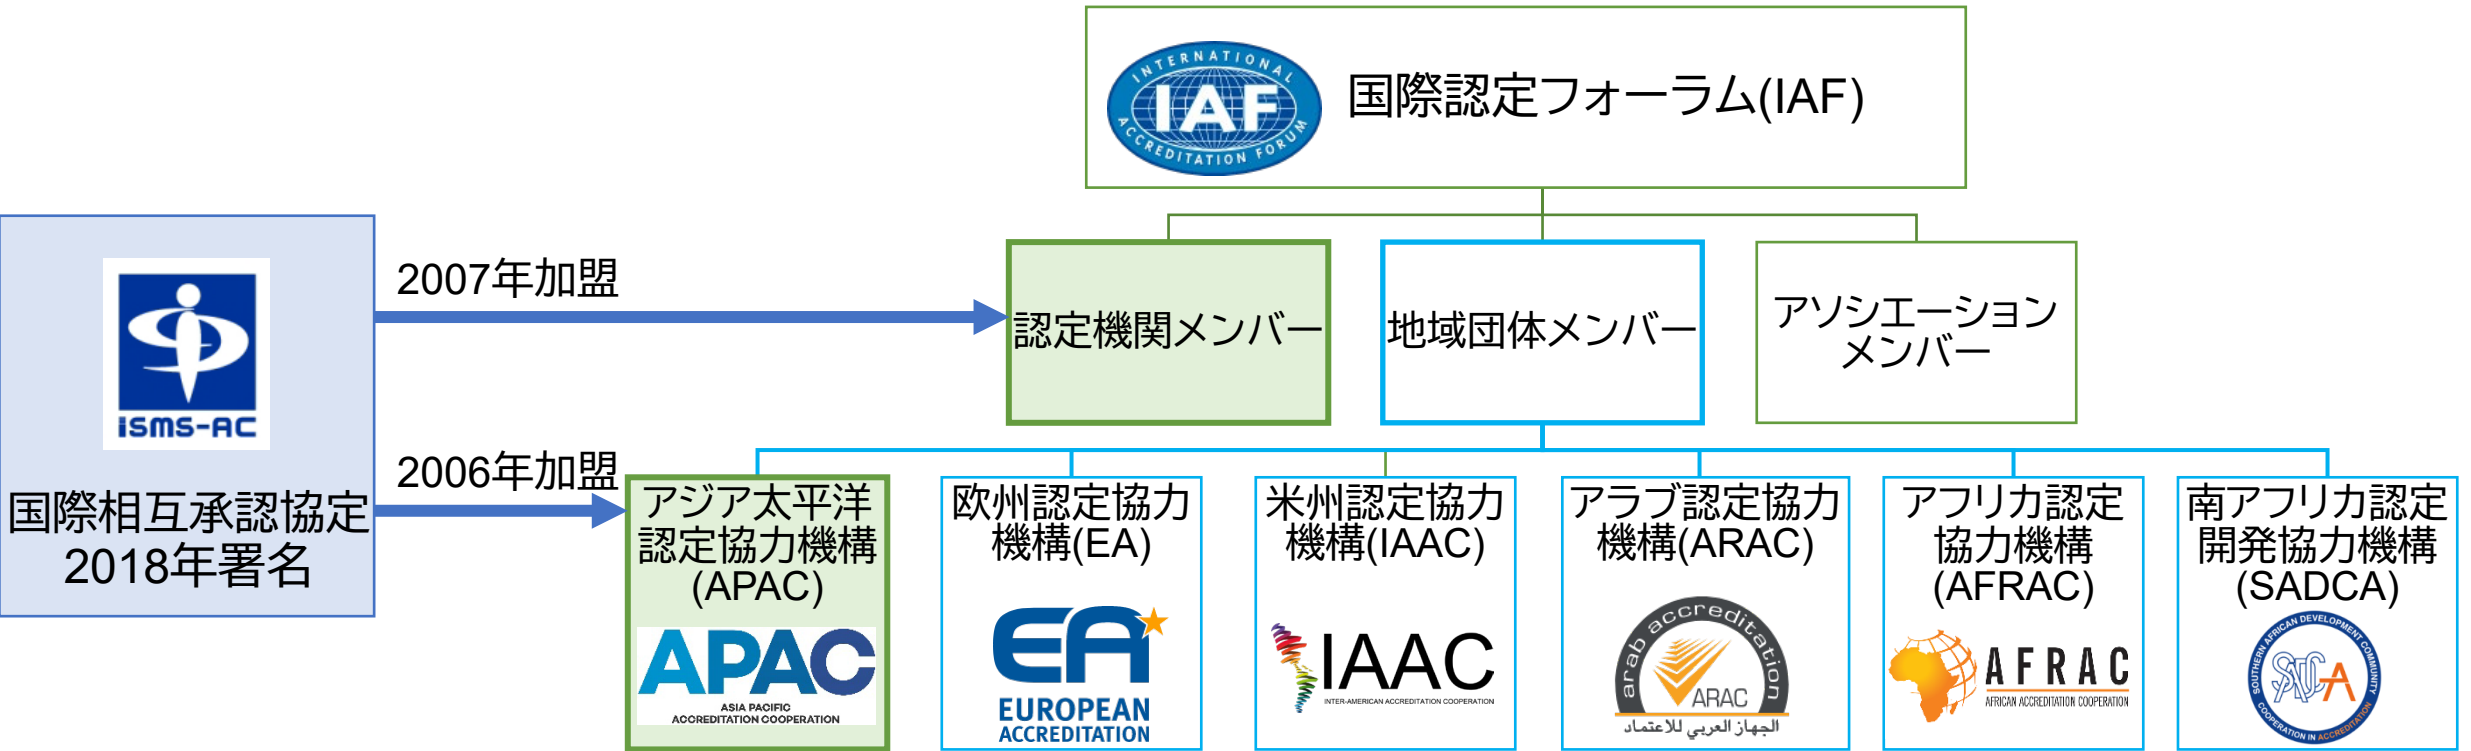 INTERNATIONAL
IAF
ACCREDITATION FORUM
国際認定フォーラム(IAF)
ISMS-AC
国際相互承認協定
2018年署名
2007年加盟
2006年加盟
認定機関メンバー
地域団体メンバー
アソシエーション
メンバー
アジア太平洋
認定協力機構
(APAC)
APAC
ASIA PACIFIC
ACCREDITATION COOPERATION
欧州認定協力
機構(EA)
EA
EUROPEAN
ACCREDITATION
米州認定協力
機構(IAAC)
IAAC
INTER-AMERICAN ACCREDITATION COOPERATION
アラブ認定協力
機構(ARAC)
arab accreditation
ARAC
الجهاز العربي للاعتماد
アフリカ認定
協力機構
(AFRAC)
AFRAC
AFRICAN ACCREDITATION COOPERATION
南アフリカ認定
開発協力機構
(SADCA)
SOUTHERN AFRICAN DEVELOPMENT COMMUNITY
SADCA
COOPERATION IN ACCREDITATION